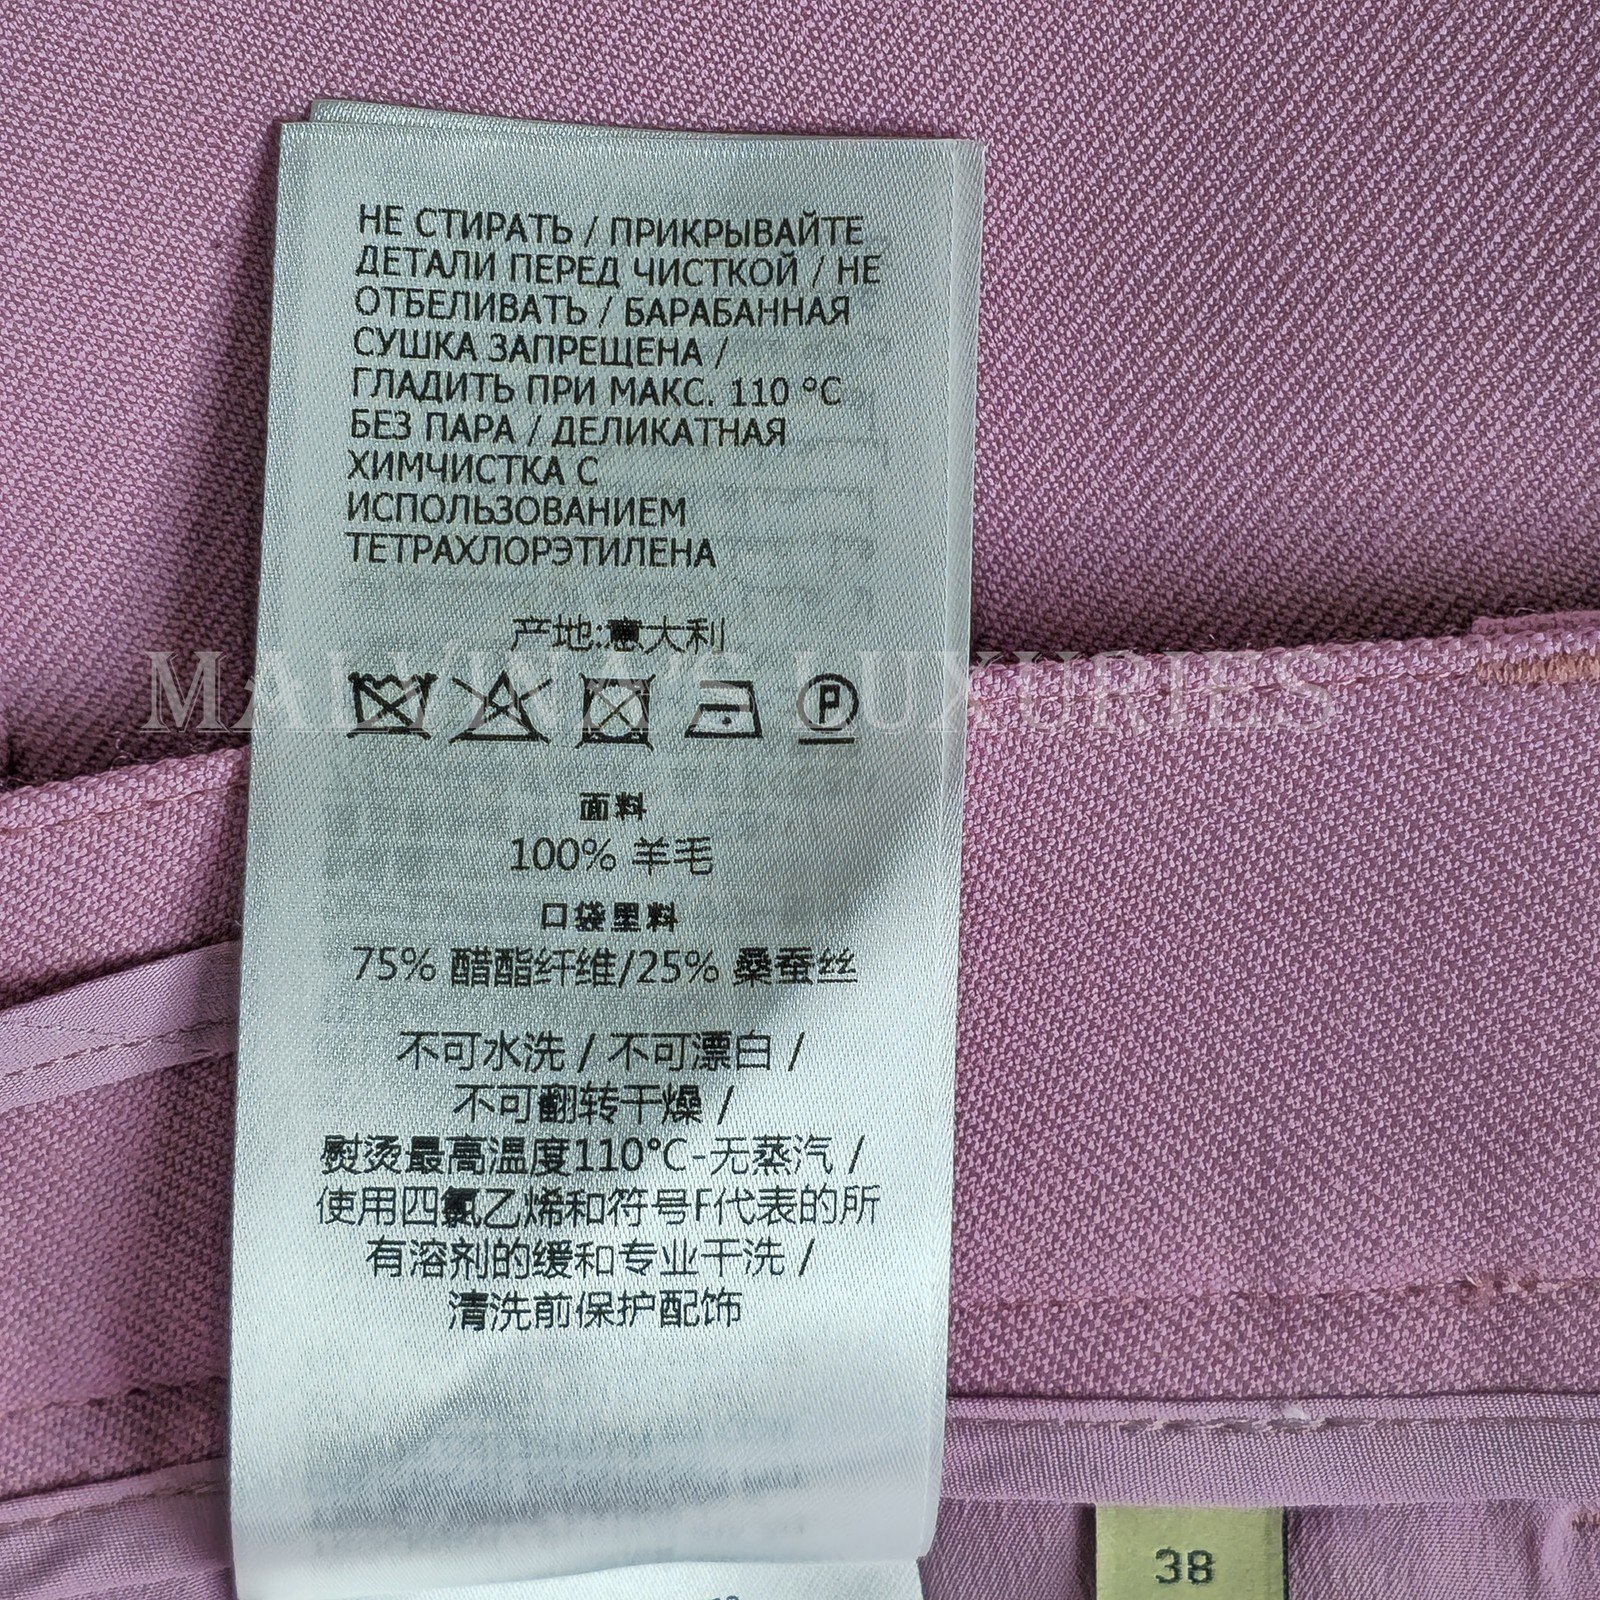 НЕ СТИРАТЬ / ПРИКРЫВАЙТЕ
ДЕТАЛИ ПЕРЕД ЧИСТКОЙ / НЕ
ОТБЕЛИВАТЬ / БАРАБАННАЯ
СУШКА ЗАПРЕЩЕНА /
ГЛАДИТЬ ПРИ МАКС. 110 °C
БЕЗ ПАРА / ДЕЛИКАТНАЯ
ХИМЧИСТКА С
ИСПОЛЬЗОВАНИЕМ
ТЕТРАХЛОРЭТИЛЕНА
产地:意大利
MALVINA'S LUXURIES
P
面料
100% 羊毛
口袋里料
75% 醋酯纤维/25% 桑蚕丝
不可水洗 / 不可漂白 /
不可翻转干燥 /
熨烫最高温度110°C-无蒸汽 /
使用四氯乙烯和符号F代表的所
有溶剂的缓和专业干洗 /
清洗前保护配饰
38